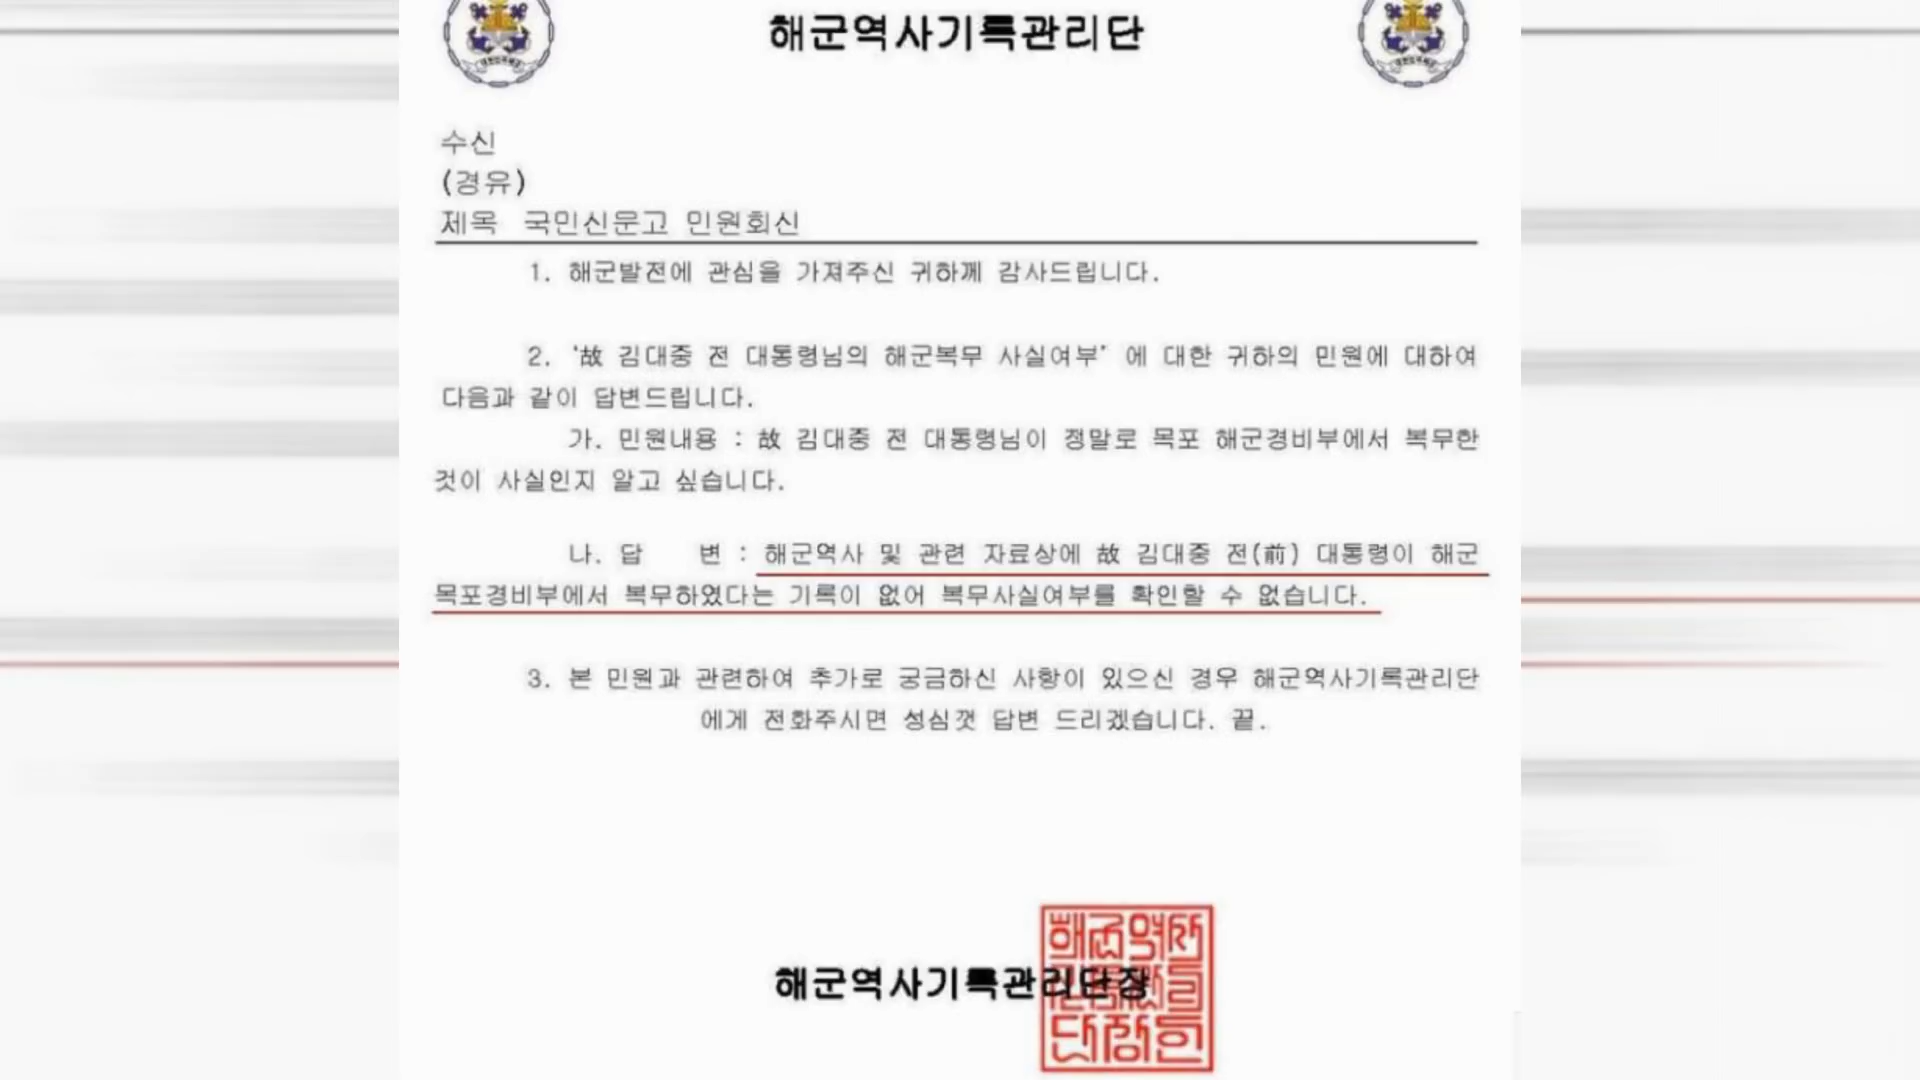 해군역사기록관리단
수신
(경유)
제목 국민신문고 민원회신
1. 해군발전에 관심을 가져주신 귀하께 감사드립니다.
2. '故 김대중 전 대통령님의 해군복무 사실여부' 에 대한 귀하의 민원에 대하여
다음과 같이 답변드립니다.
가. 민원내용 : 故 김대중 전 대통령님이 정말로 목포 해군경비부에서 복무한
것이 사실인지 알고 싶습니다.
나. 답 변 : 해군역사 및 관련 자료상에 故 김대중 전(前) 대통령이 해군
목포경비부에서 복무하였다는 기록이 없어 복무사실여부를 확인할 수 없습니다.
3. 본 민원과 관련하여 추가로 궁금하신 사항이 있으신 경우 해군역사기록관리단
에게 전화주시면 성심껏 답변 드리겠습니다. 끝.
해군역사기록관리단장